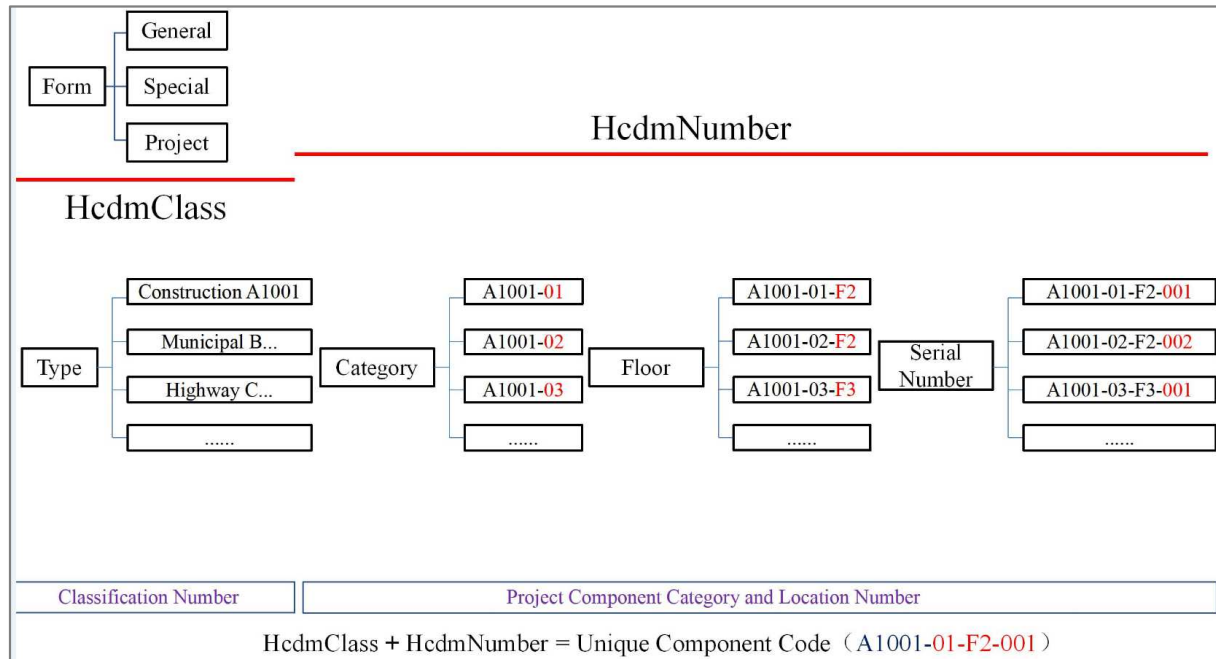 General
Form
Special
Project
HcdmNumber
HcdmClass
Construction A1001
A1001-01
A1001-01-F2
A1001-01-F2-001
Municipal B...
A1001-02
A1001-02-F2
A1001-02-F2-002
Type
Category
Floor
Serial
Number
Highway C...
A1001-03
A1001-03-F3
A1001-03-F3-001
......
......
......
......
Classification Number
Project Component Category and Location Number
HcdmClass + HcdmNumber = Unique Component Code（A1001-01-F2-001）